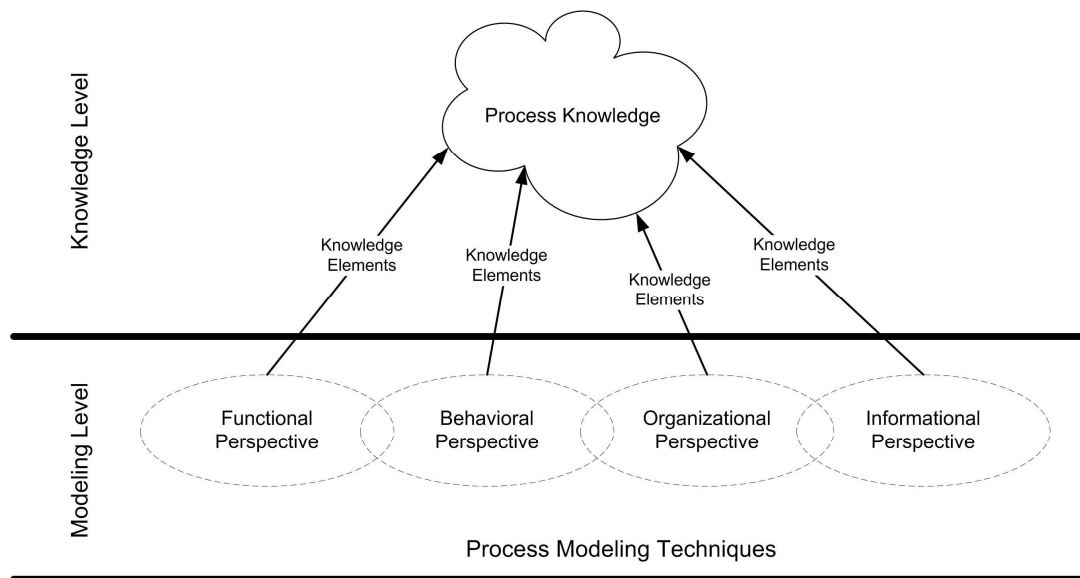 Knowledge Level
Process Knowledge
Knowledge
Elements
Knowledge
Elements
Knowledge
Elements
Knowledge
Elements
Modeling Level
Functional
Perspective
Behavioral
Perspective
Organizational
Perspective
Informational
Perspective
Process Modeling Techniques